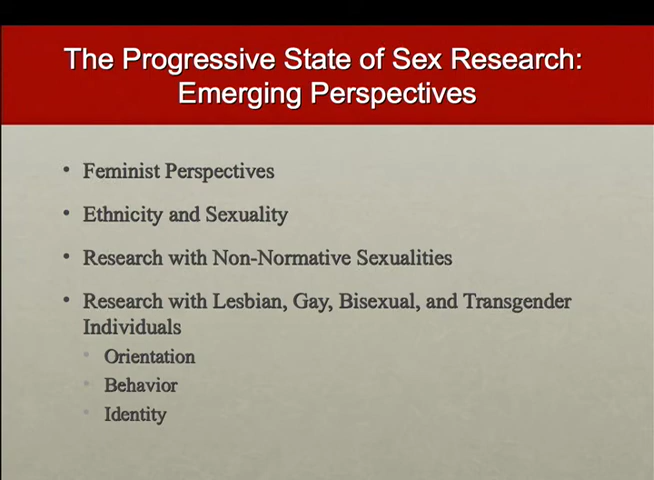 The Progressive State of Sex Research:
Emerging Perspectives
• Feminist Perspectives
• Ethnicity and Sexuality
• Research with Non-Normative Sexualities
• Research with Lesbian, Gay, Bisexual, and Transgender
Individuals
• Orientation
• Behavior
• Identity